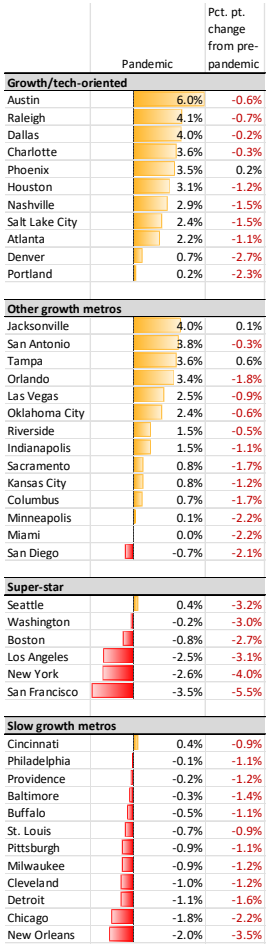 Pct. pt.
change
from pre-
Pandemic pandemic
Growth/tech-oriented
Austin 6.0% -0.6%
Raleigh 4.1% -0.7%
Dallas 4.0% -0.2%
Charlotte 3.6% -0.3%
Phoenix 3.5% 0.2%
Houston 3.1% -1.2%
Nashville 2.9% -1.5%
Salt Lake City 2.4% -1.5%
Atlanta 2.2% -1.1%
Denver 0.7% -2.7%
Portland 0.2% -2.3%
Other growth metros
Jacksonville 4.0% 0.1%
San Antonio 3.8% -0.3%
Tampa 3.6% 0.6%
Orlando 3.4% -1.8%
Las Vegas 2.5% -0.9%
Oklahoma City 2.4% -0.6%
Riverside 1.5% -0.5%
Indianapolis 1.5% -1.1%
Sacramento 0.8% -1.7%
Kansas City 0.8% -1.2%
Columbus 0.7% -1.7%
Minneapolis 0.1% -2.2%
Miami 0.0% -2.2%
San Diego -0.7% -2.1%
Super-star
Seattle 0.4% -3.2%
Washington -0.2% -3.0%
Boston -0.8% -2.7%
Los Angeles -2.5% -3.1%
New York -2.6% -4.0%
San Francisco -3.5% -5.5%
Slow growth metros
Cincinnati 0.4% -0.9%
Philadelphia -0.1% -1.1%
Providence -0.2% -1.2%
Baltimore -0.3% -1.4%
Buffalo -0.5% -1.1%
St. Louis -0.7% -0.9%
Pittsburgh -0.9% -1.1%
Milwaukee -0.9% -1.2%
Cleveland -1.0% -1.2%
Detroit -1.1% -1.6%
Chicago -1.8% -2.2%
New Orleans -2.0% -3.5%